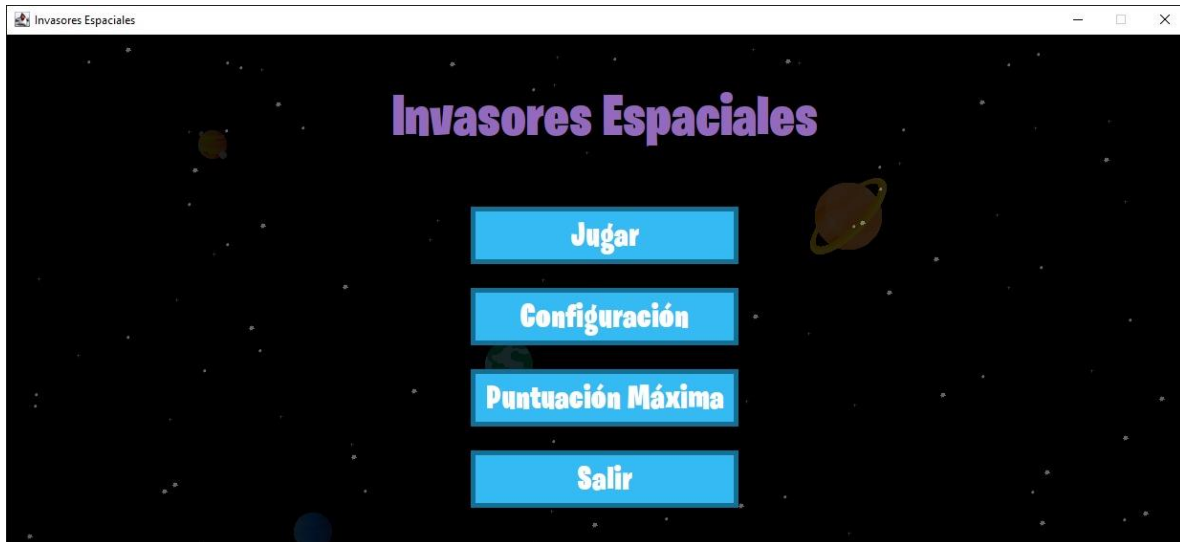 Invasores Espaciales
Invasores Espaciales
Jugar
Configuración
Puntuación Máxima
Salir